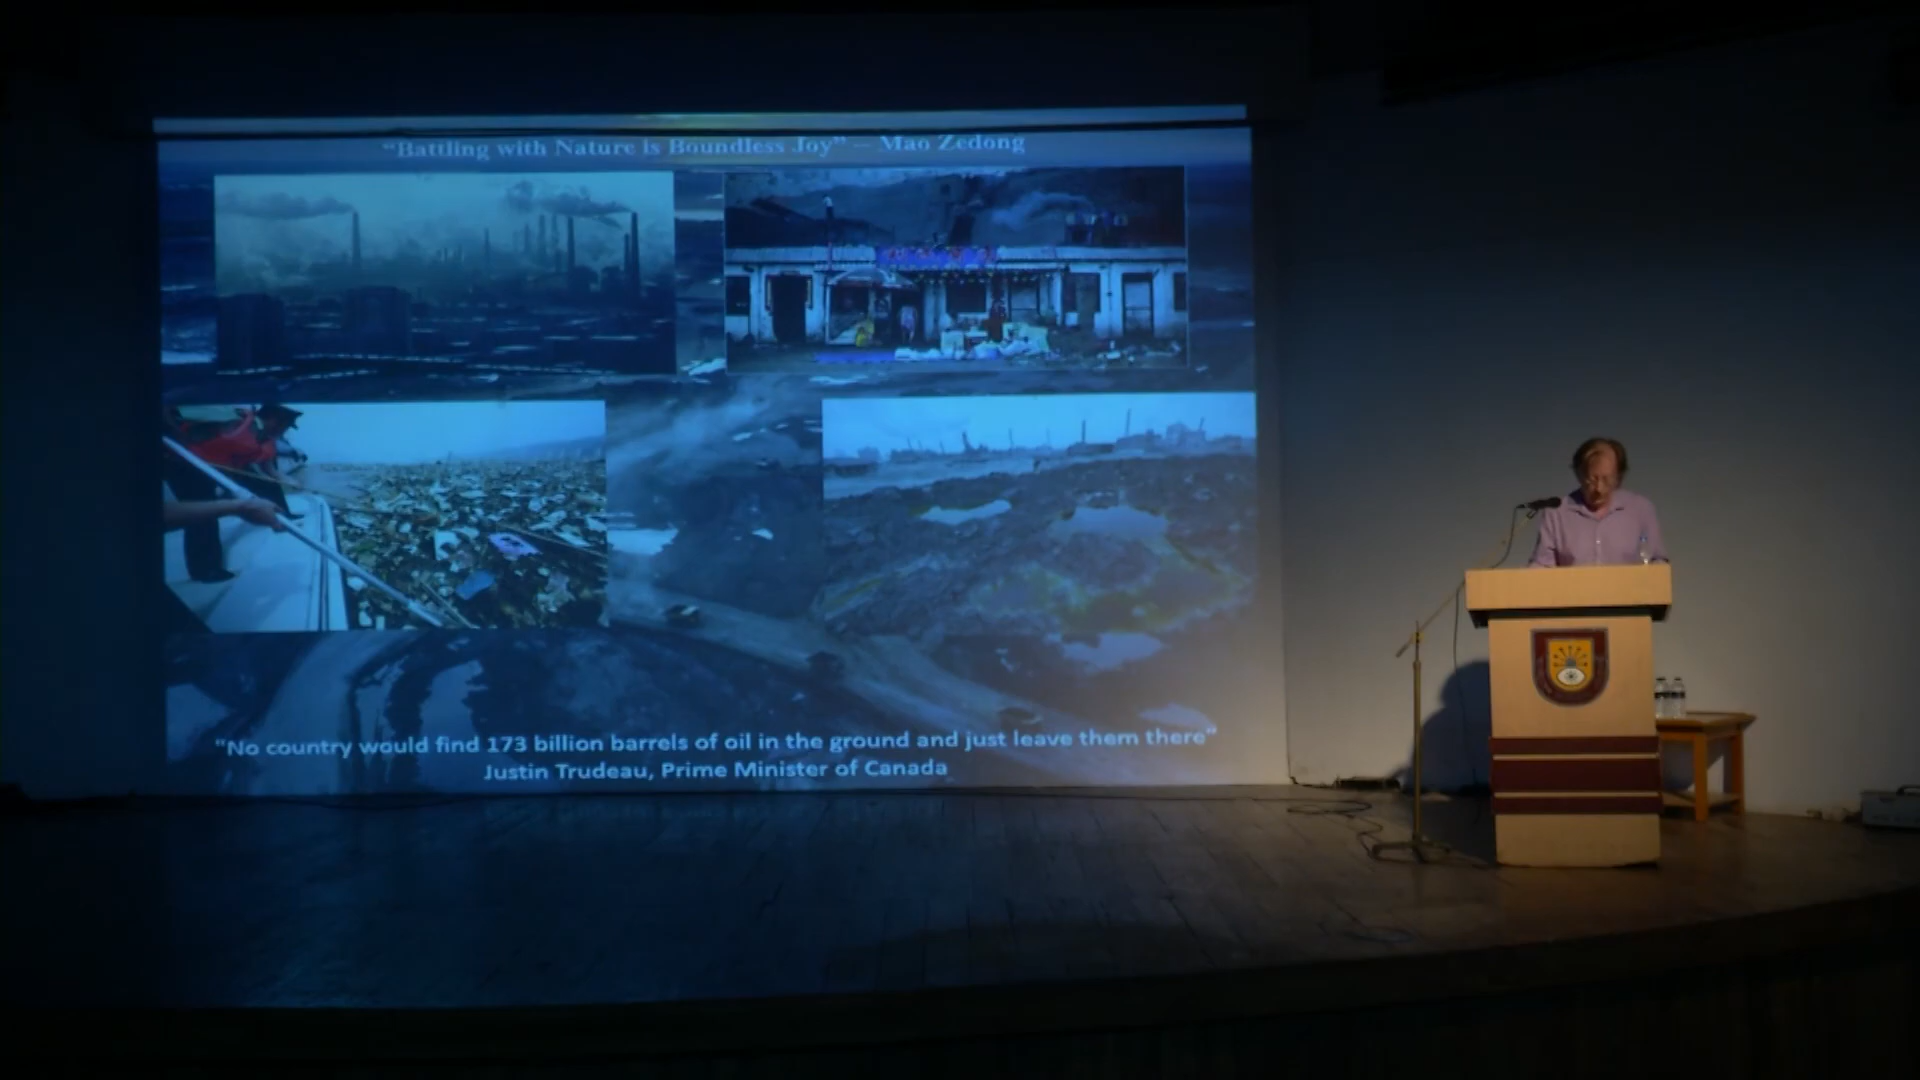 “Battling with Nature is Boundless Joy” – Mao Zedong
"No country would find 173 billion barrels of oil in the ground and just leave them there”
Justin Trudeau, Prime Minister of Canada